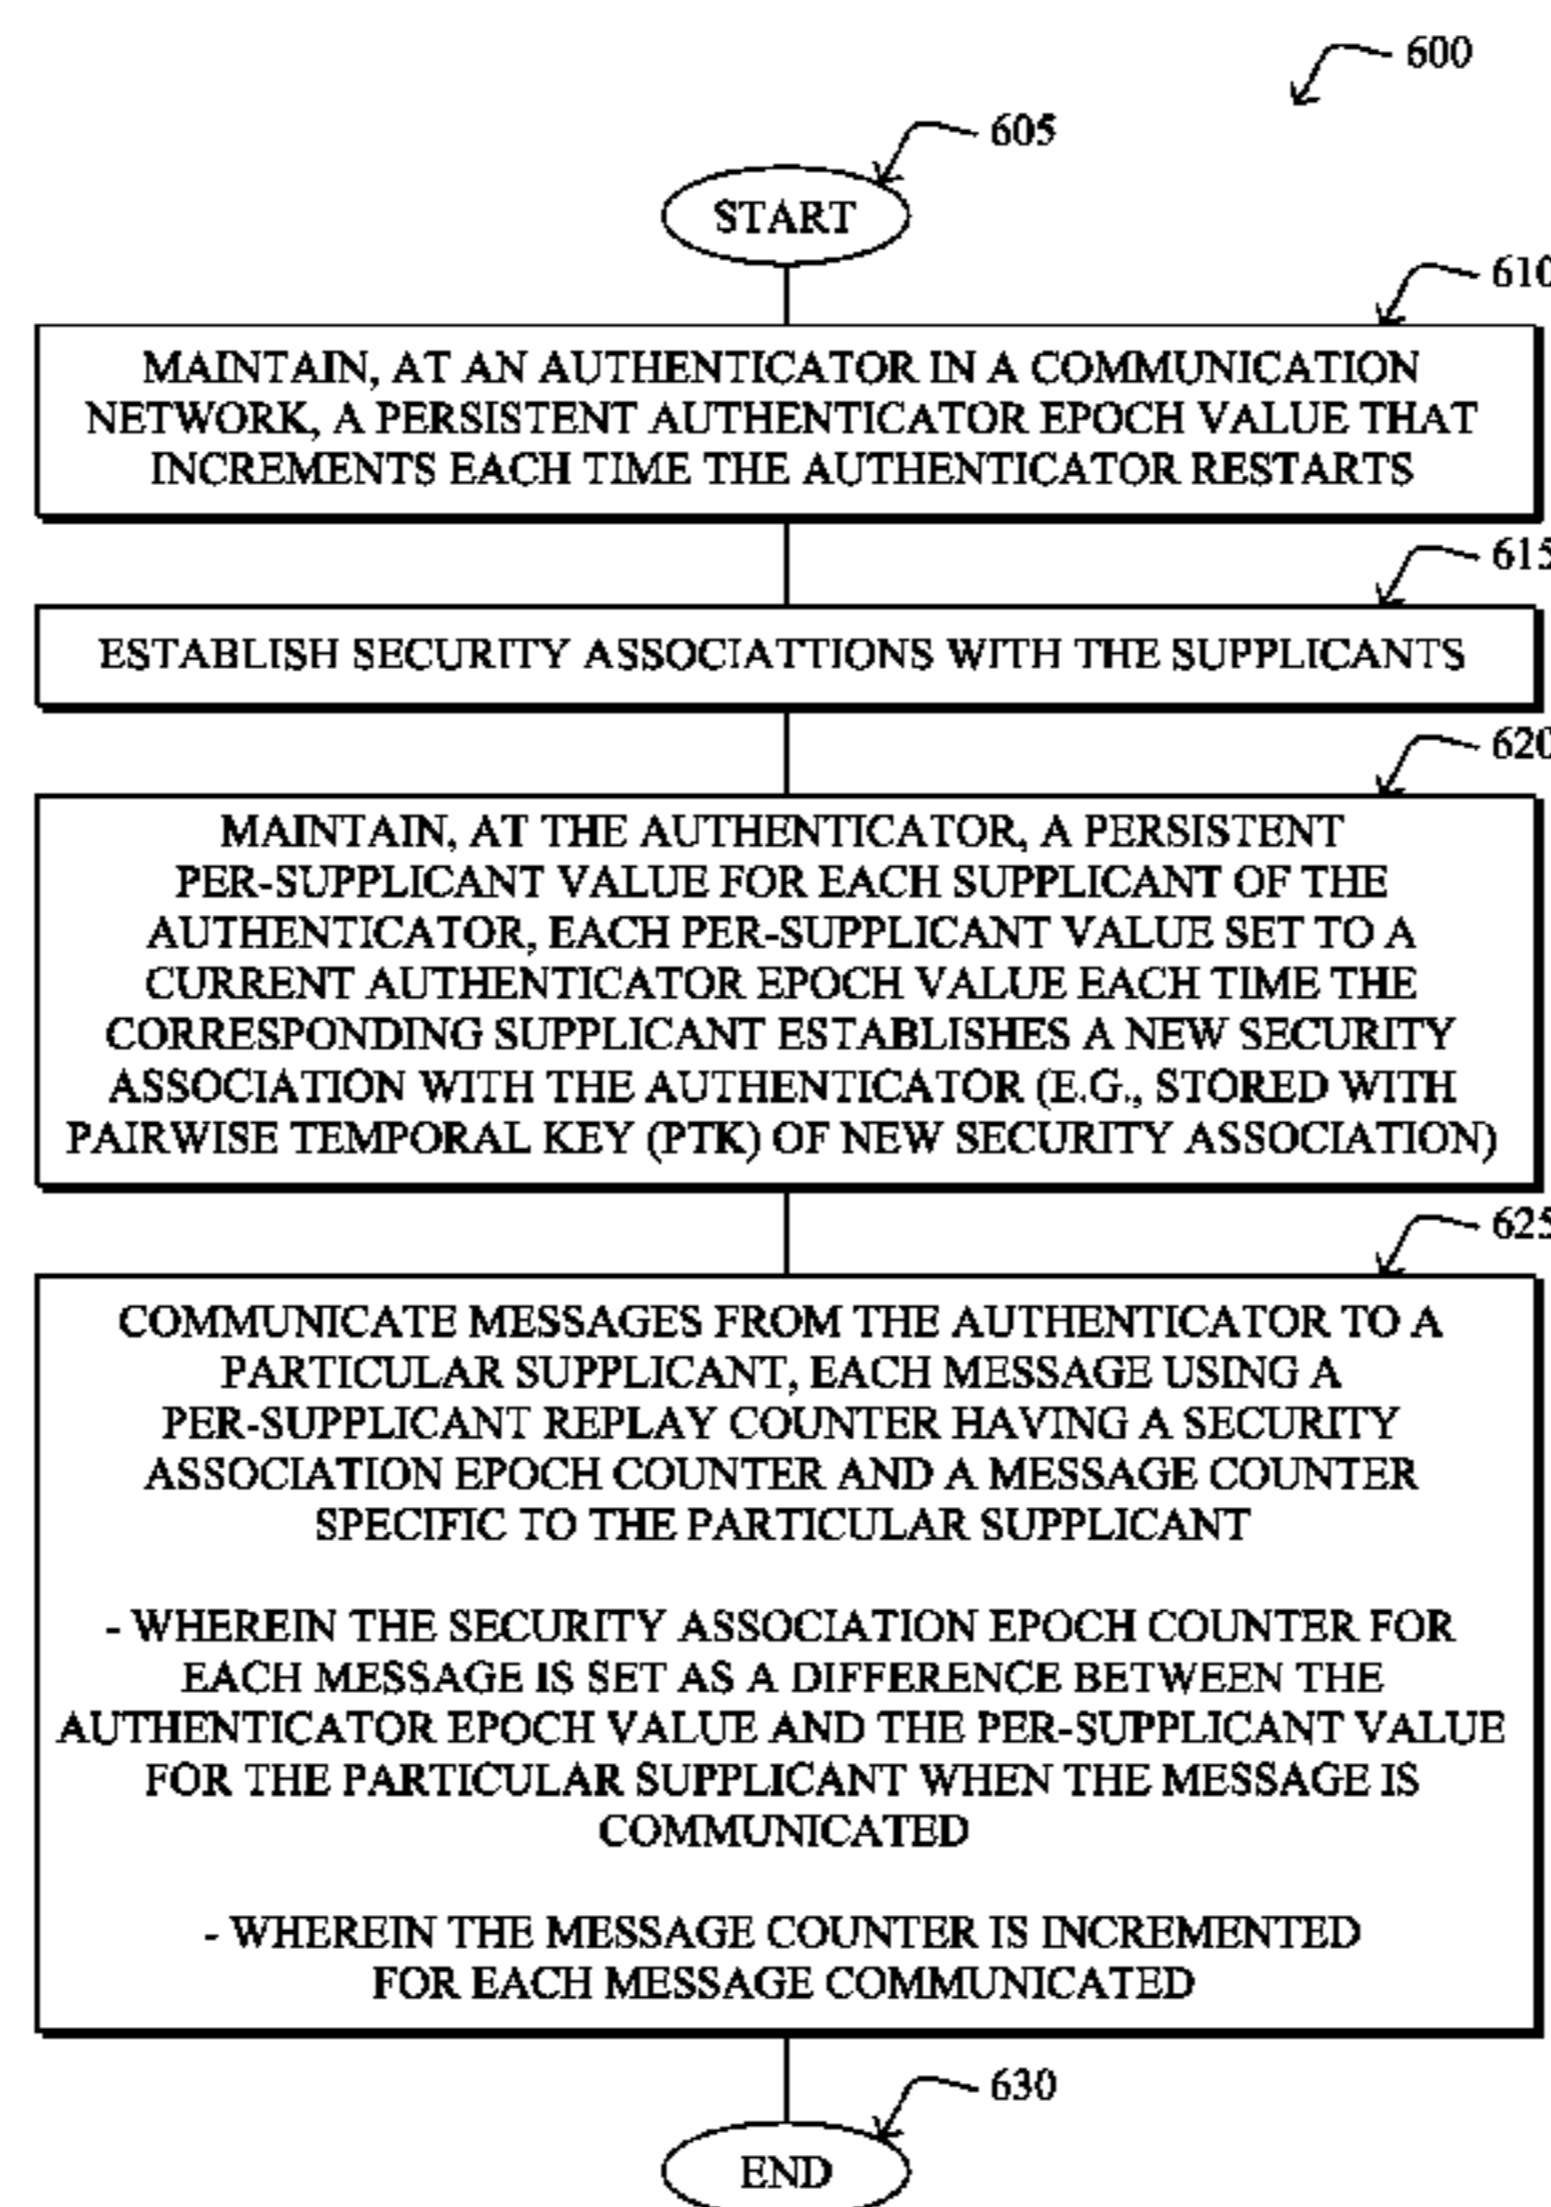 600
605
START
610
MAINTAIN, AT AN AUTHENTICATOR IN A COMMUNICATION
NETWORK, A PERSISTENT AUTHENTICATOR EPOCH VALUE THAT
INCREMENTS EACH TIME THE AUTHENTICATOR RESTARTS
615
ESTABLISH SECURITY ASSOCIATTIONS WITH THE SUPPLICANTS
620
MAINTAIN, AT THE AUTHENTICATOR, A PERSISTENT
PER-SUPPLICANT VALUE FOR EACH SUPPLICANT OF THE
AUTHENTICATOR, EACH PER-SUPPLICANT VALUE SET TO A
CURRENT AUTHENTICATOR EPOCH VALUE EACH TIME THE
CORRESPONDING SUPPLICANT ESTABLISHES A NEW SECURITY
ASSOCIATION WITH THE AUTHENTICATOR (E.G., STORED WITH
PAIRWISE TEMPORAL KEY (PTK) OF NEW SECURITY ASSOCIATION)
625
COMMUNICATE MESSAGES FROM THE AUTHENTICATOR TO A
PARTICULAR SUPPLICANT, EACH MESSAGE USING A
PER-SUPPLICANT REPLAY COUNTER HAVING A SECURITY
ASSOCIATION EPOCH COUNTER AND A MESSAGE COUNTER
SPECIFIC TO THE PARTICULAR SUPPLICANT
- WHEREIN THE SECURITY ASSOCIATION EPOCH COUNTER FOR
EACH MESSAGE IS SET AS A DIFFERENCE BETWEEN THE
AUTHENTICATOR EPOCH VALUE AND THE PER-SUPPLICANT VALUE
FOR THE PARTICULAR SUPPLICANT WHEN THE MESSAGE IS
COMMUNICATED
- WHEREIN THE MESSAGE COUNTER IS INCREMENTED
FOR EACH MESSAGE COMMUNICATED
630
END